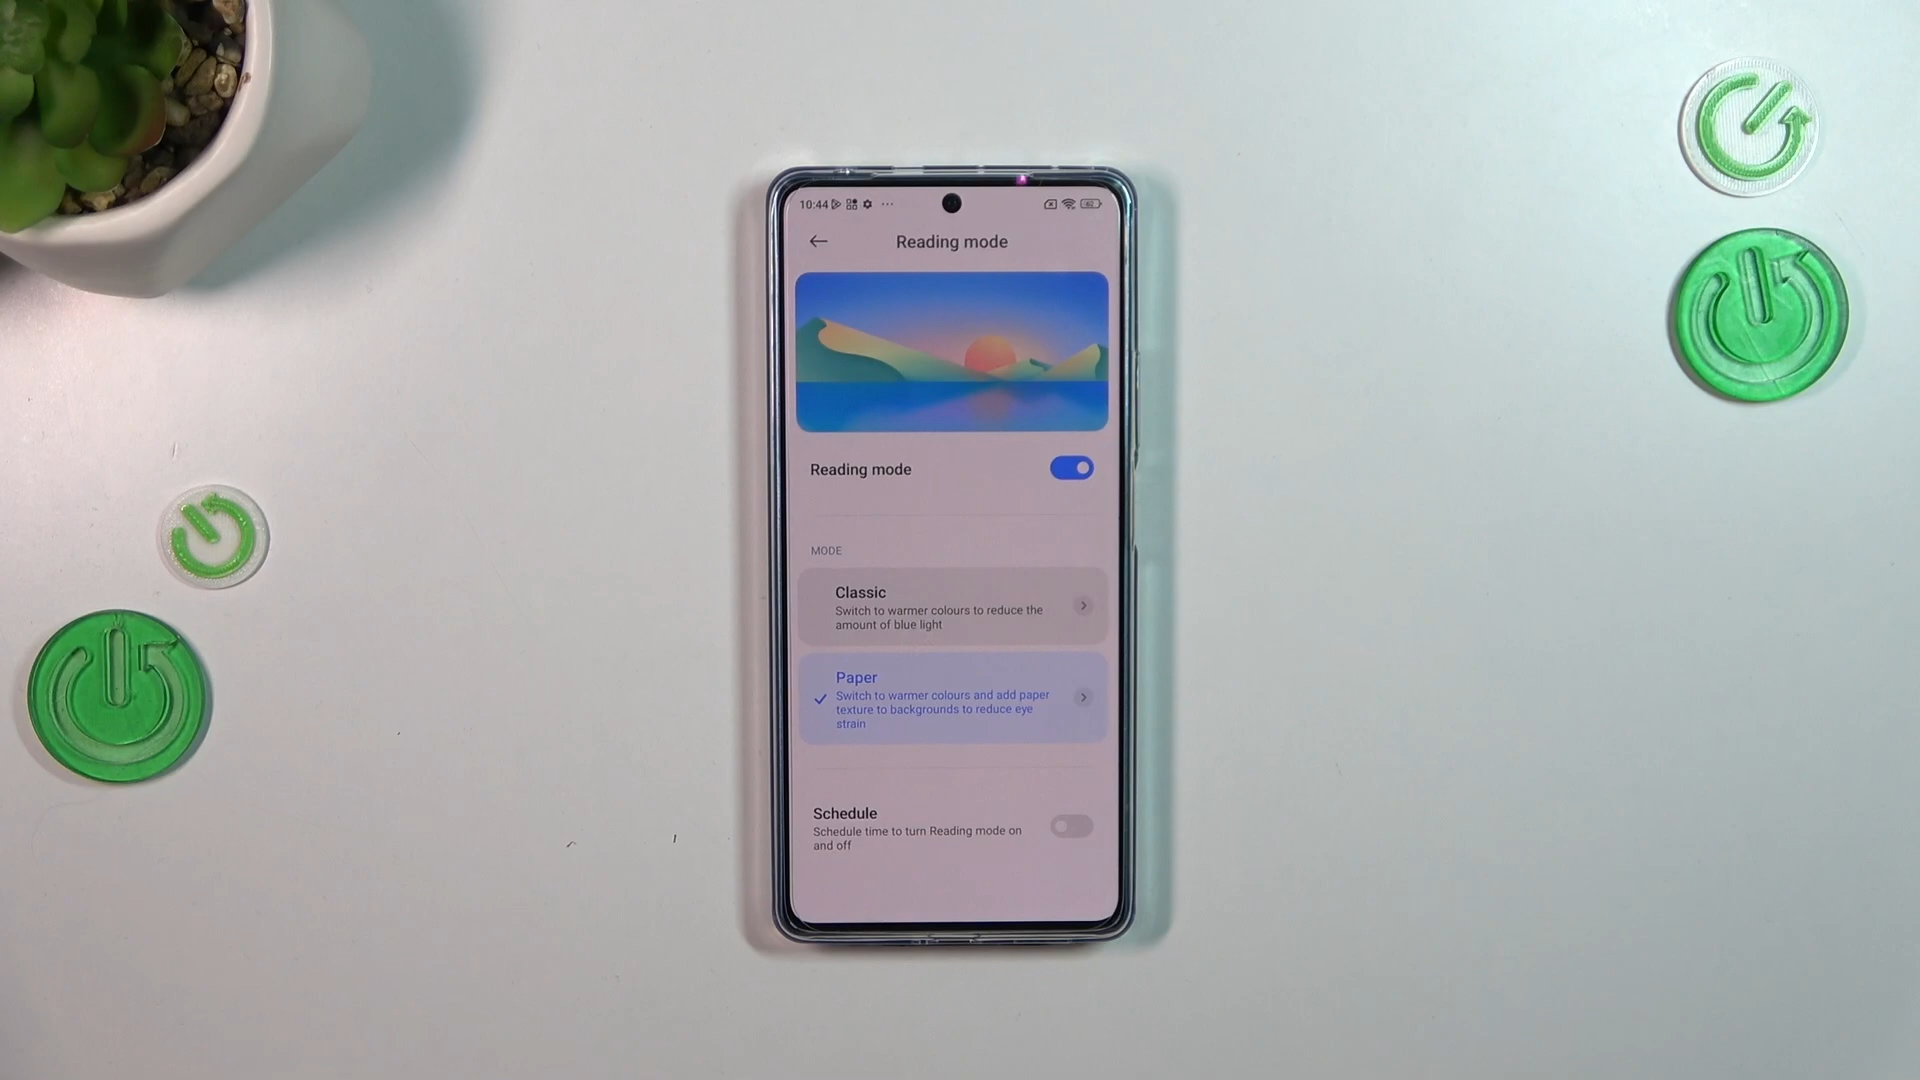 10:44
Reading mode
Reading mode
MODE
Classic
Switch to warmer colours to reduce the
amount of blue light
Paper
Switch to warmer colours and add paper
texture to backgrounds to reduce eye
strain
Schedule
Schedule time to turn Reading mode on
and off